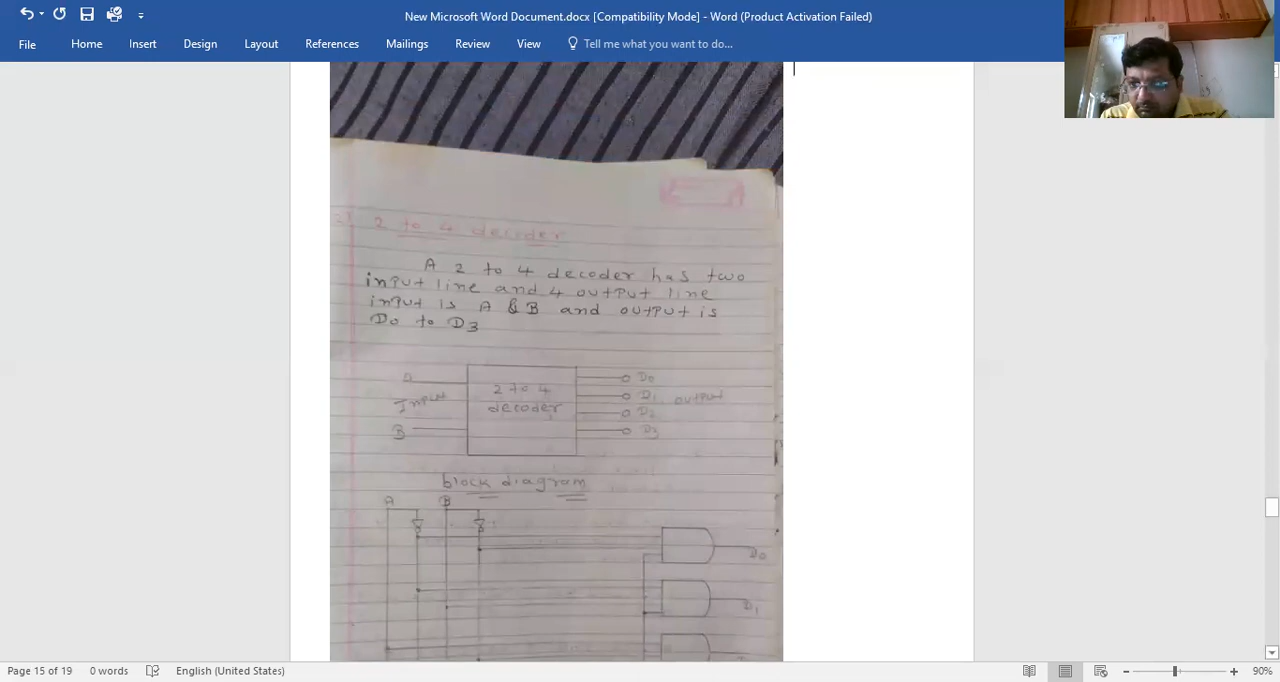 New Microsoft Word Document.docx [Compatibility Mode] - Word (Product Activation Failed)
File Home Insert Design Layout References Mailings Review View Tell me what you want to do...
2 to 4 decoder
A 2 to 4 decoder has two
input line and 4 output line
input is A & B and output is
D0 to D3
A
Input
B
2 to 4
decoder
D0
D1
D2
D3
output
block diagram
A B
D0
D1
Page 15 of 19 0 words English (United States) 90%